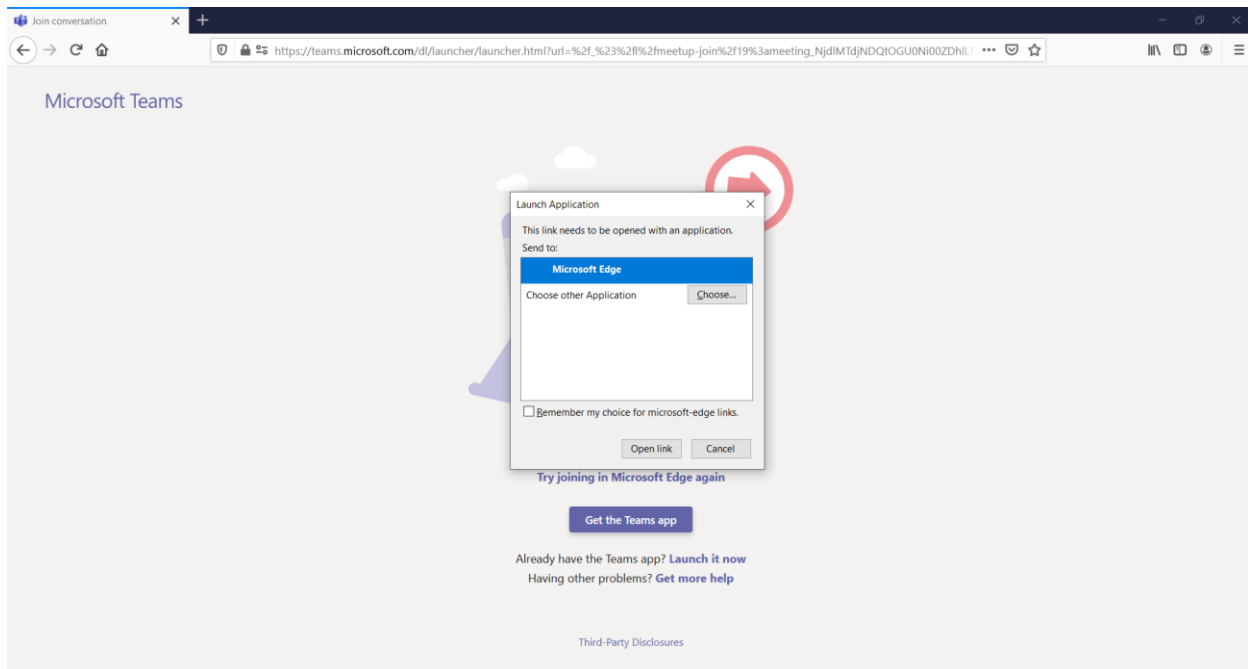 Join conversation
https://teams.microsoft.com/dl/launcher/launcher.html?url=%2f_%23%2fl%2fmeetup-join%2f19%3ameeting_NjdlMTdjNDQtOGU0Ni00ZDhlL
Microsoft Teams
Launch Application
This link needs to be opened with an application.
Send to:
Microsoft Edge
Choose other Application
Choose...
Remember my choice for microsoft-edge links.
Open link
Cancel
Try joining in Microsoft Edge again
Get the Teams app
Already have the Teams app? Launch it now
Having other problems? Get more help
Third-Party Disclosures